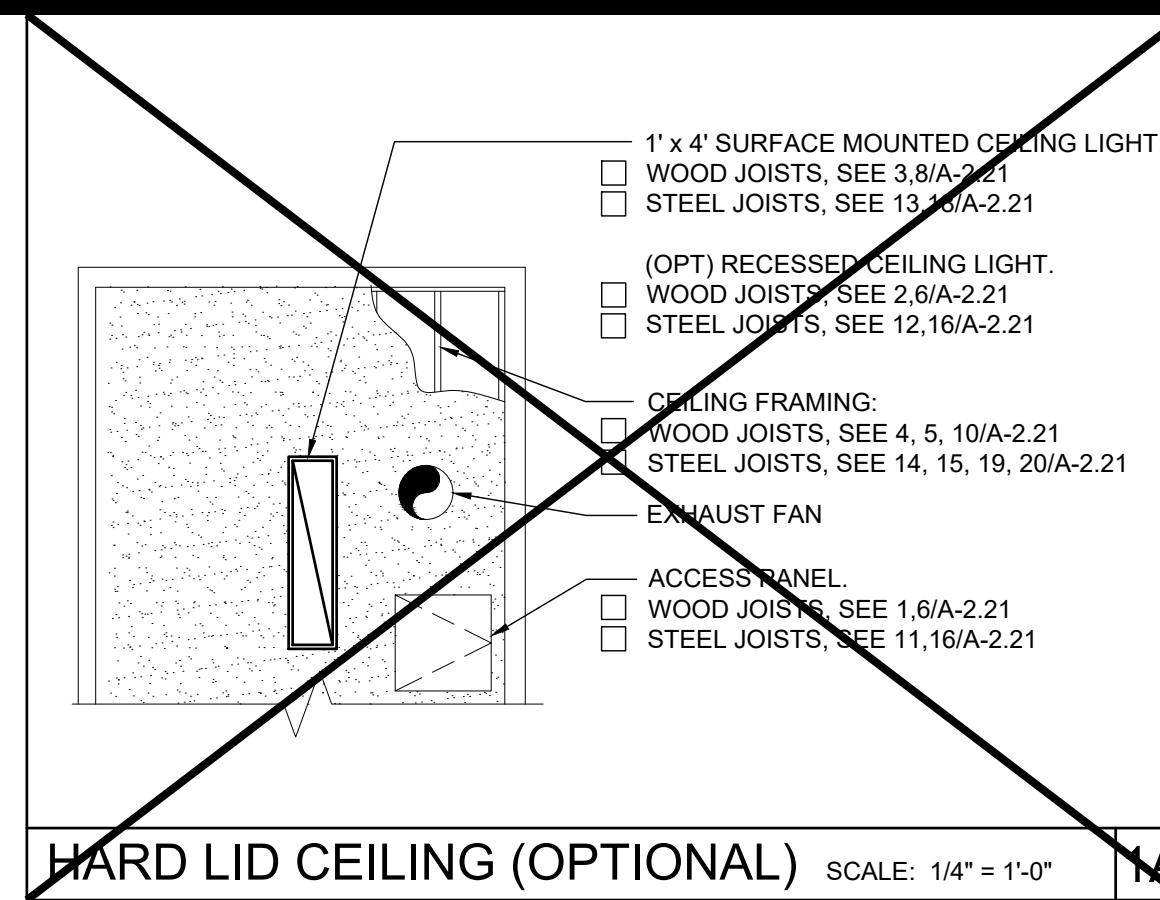 1' x 4' SURFACE MOUNTED CEILING LIGHT
WOOD JOISTS, SEE 3,8/A-2.21
STEEL JOISTS, SEE 13,18/A-2.21
(OPT) RECESSED CEILING LIGHT.
WOOD JOISTS, SEE 2,6/A-2.21
STEEL JOISTS, SEE 12,16/A-2.21
CEILING FRAMING:
WOOD JOISTS, SEE 4, 5, 10/A-2.21
STEEL JOISTS, SEE 14, 15, 19, 20/A-2.21
EXHAUST FAN
ACCESS PANEL.
WOOD JOISTS, SEE 1,6/A-2.21
STEEL JOISTS, SEE 11,16/A-2.21
HARD LID CEILING (OPTIONAL) SCALE: 1/4" = 1'-0"